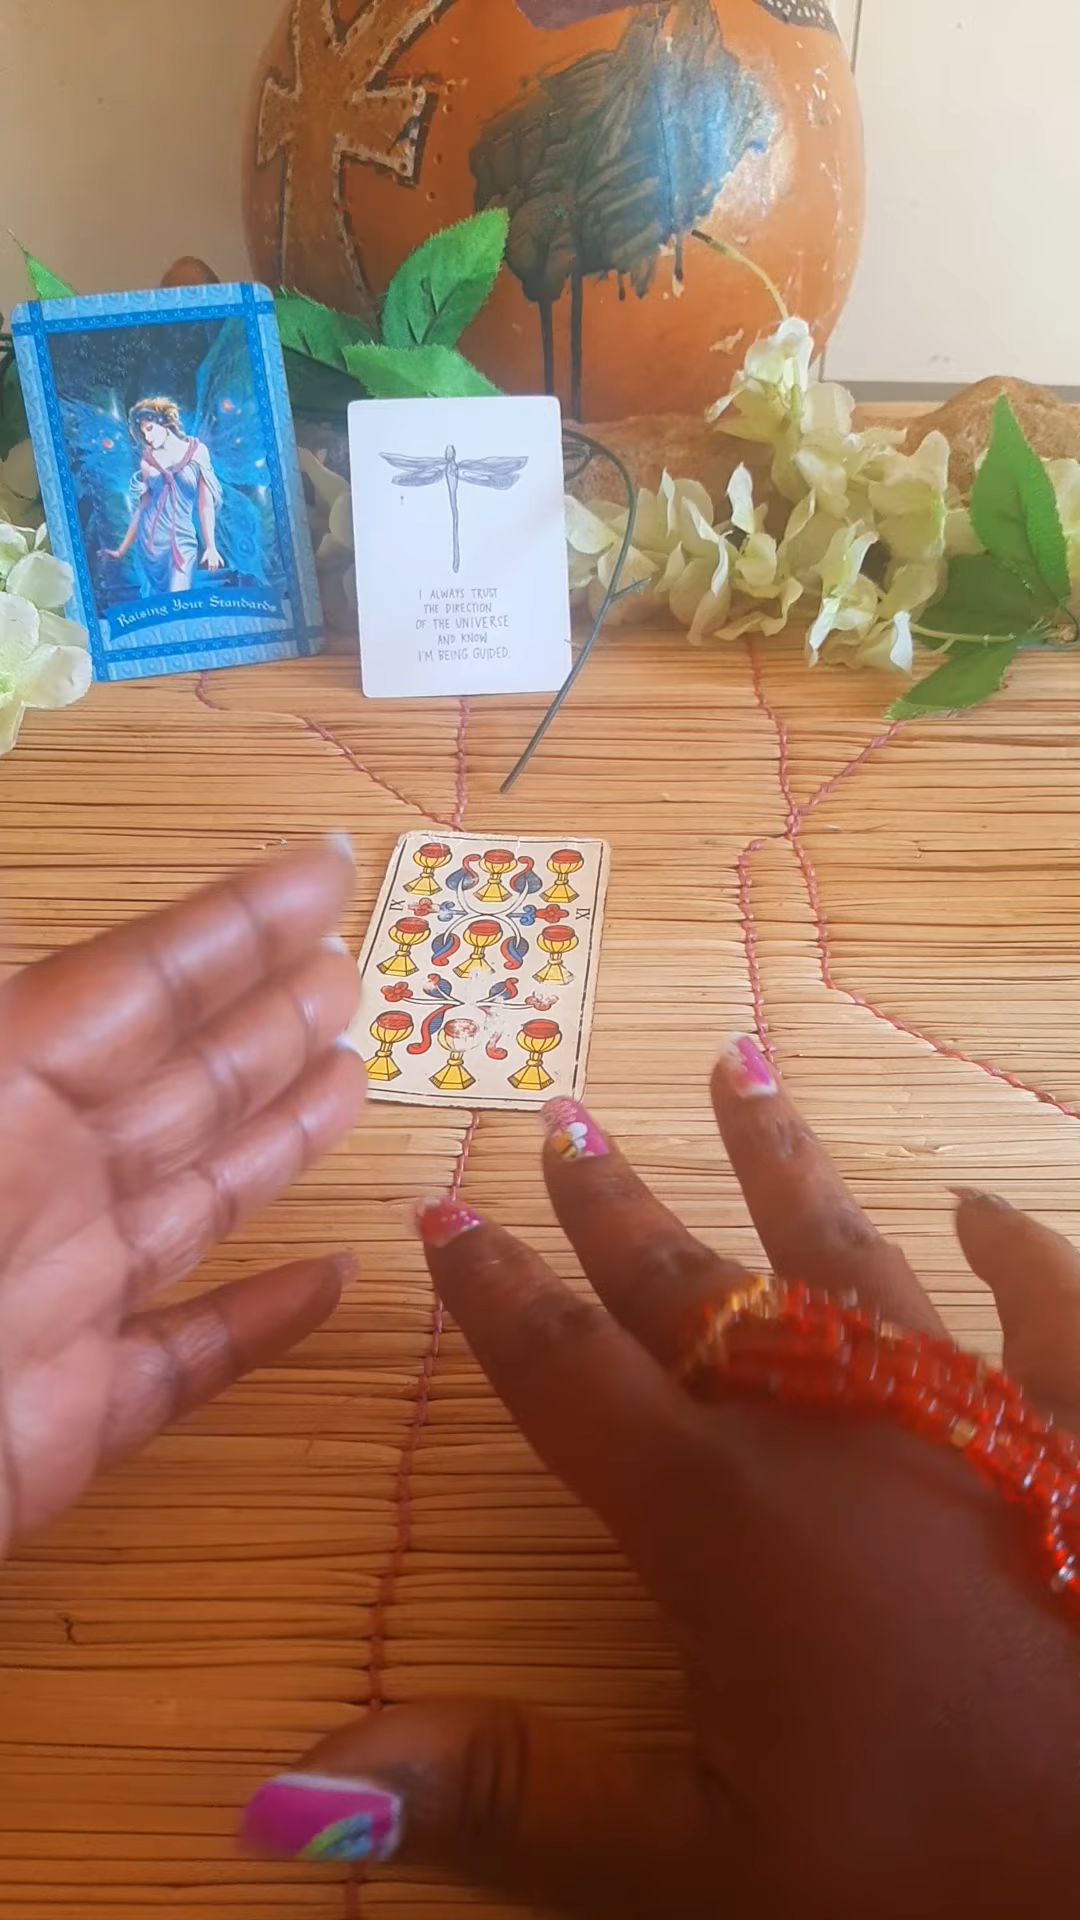 Raising Your Standards
I ALWAYS TRUST
THE DIRECTION
OF THE UNIVERSE
AND KNOW
I'M BEING GUIDED.
IX
IX